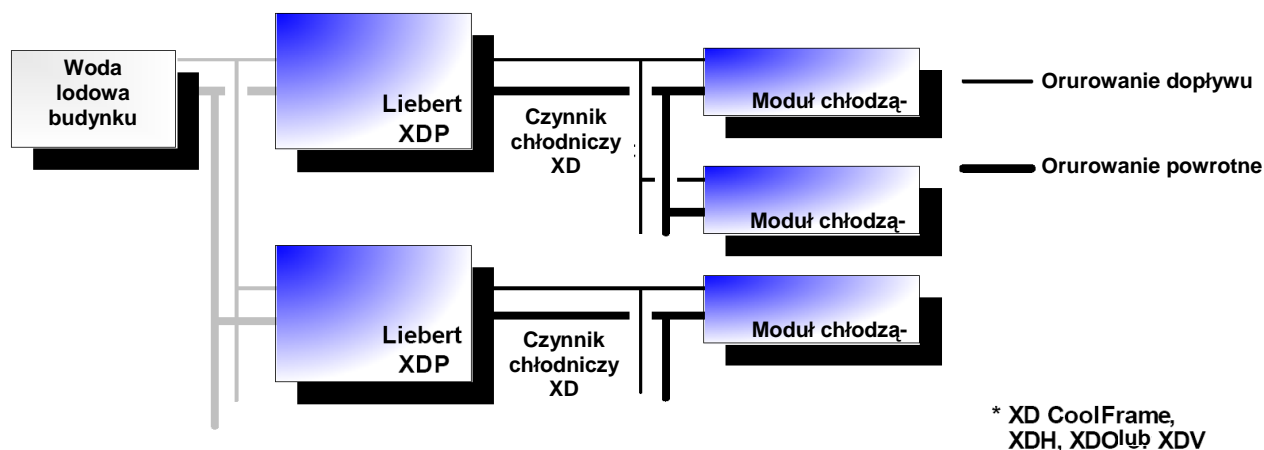 Woda
lodowa
budynku
Liebert
XDP
Czynnik
chłodniczy
XD
Moduł chłodzą-
Orurowanie dopływu
Orurowanie powrotne
Moduł chłodzą-
Liebert
XDP
Czynnik
chłodniczy
XD
Moduł chłodzą-
* XD CoolFrame,
XDH, XDO lub XDV